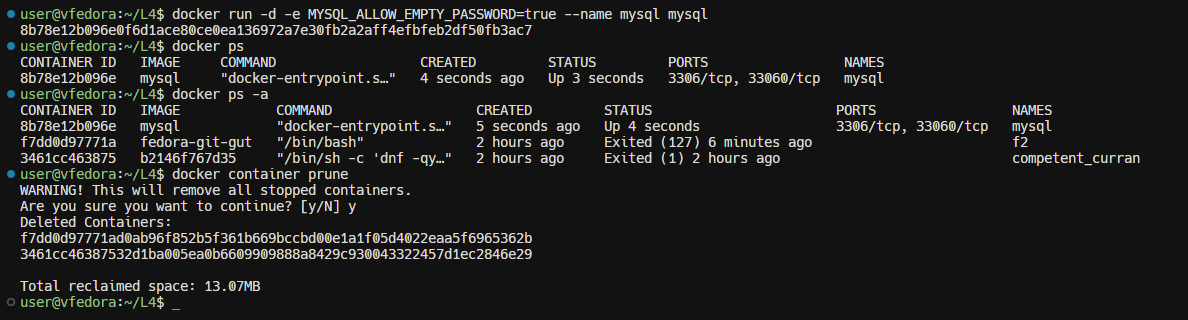 user@vfedora:~/L4$ docker run -d -e MYSQL_ALLOW_EMPTY_PASSWORD=true --name mysql mysql
8b78e12b096e0f6d1ace80ce0ea136972a7e30fb2a2aff4efbfeb2df50fb3ac7
user@vfedora:~/L4$ docker ps
CONTAINER ID   IMAGE     COMMAND                  CREATED         STATUS         PORTS                 NAMES
8b78e12b096e   mysql     "docker-entrypoint.s…"   4 seconds ago   Up 3 seconds   3306/tcp, 33060/tcp   mysql
user@vfedora:~/L4$ docker ps -a
CONTAINER ID   IMAGE            COMMAND                  CREATED         STATUS                       PORTS                 NAMES
8b78e12b096e   mysql            "docker-entrypoint.s…"   5 seconds ago   Up 4 seconds                 3306/tcp, 33060/tcp   mysql
f7dd0d97771a   fedora-git-gut   "/bin/bash"              2 hours ago     Exited (127) 6 minutes ago                         f2
3461cc463875   b2146f767d35     "/bin/sh -c 'dnf -qy…"   2 hours ago     Exited (1) 2 hours ago                             competent_curran
user@vfedora:~/L4$ docker container prune
WARNING! This will remove all stopped containers.
Are you sure you want to continue? [y/N] y
Deleted Containers:
f7dd0d97771ad0ab96f852b5f361b669bccbd00e1a1f05d4022eaa5f6965362b
3461cc46387532d1ba005ea0b6609909888a8429c930043322457d1ec2846e29
Total reclaimed space: 13.07MB
user@vfedora:~/L4$ _